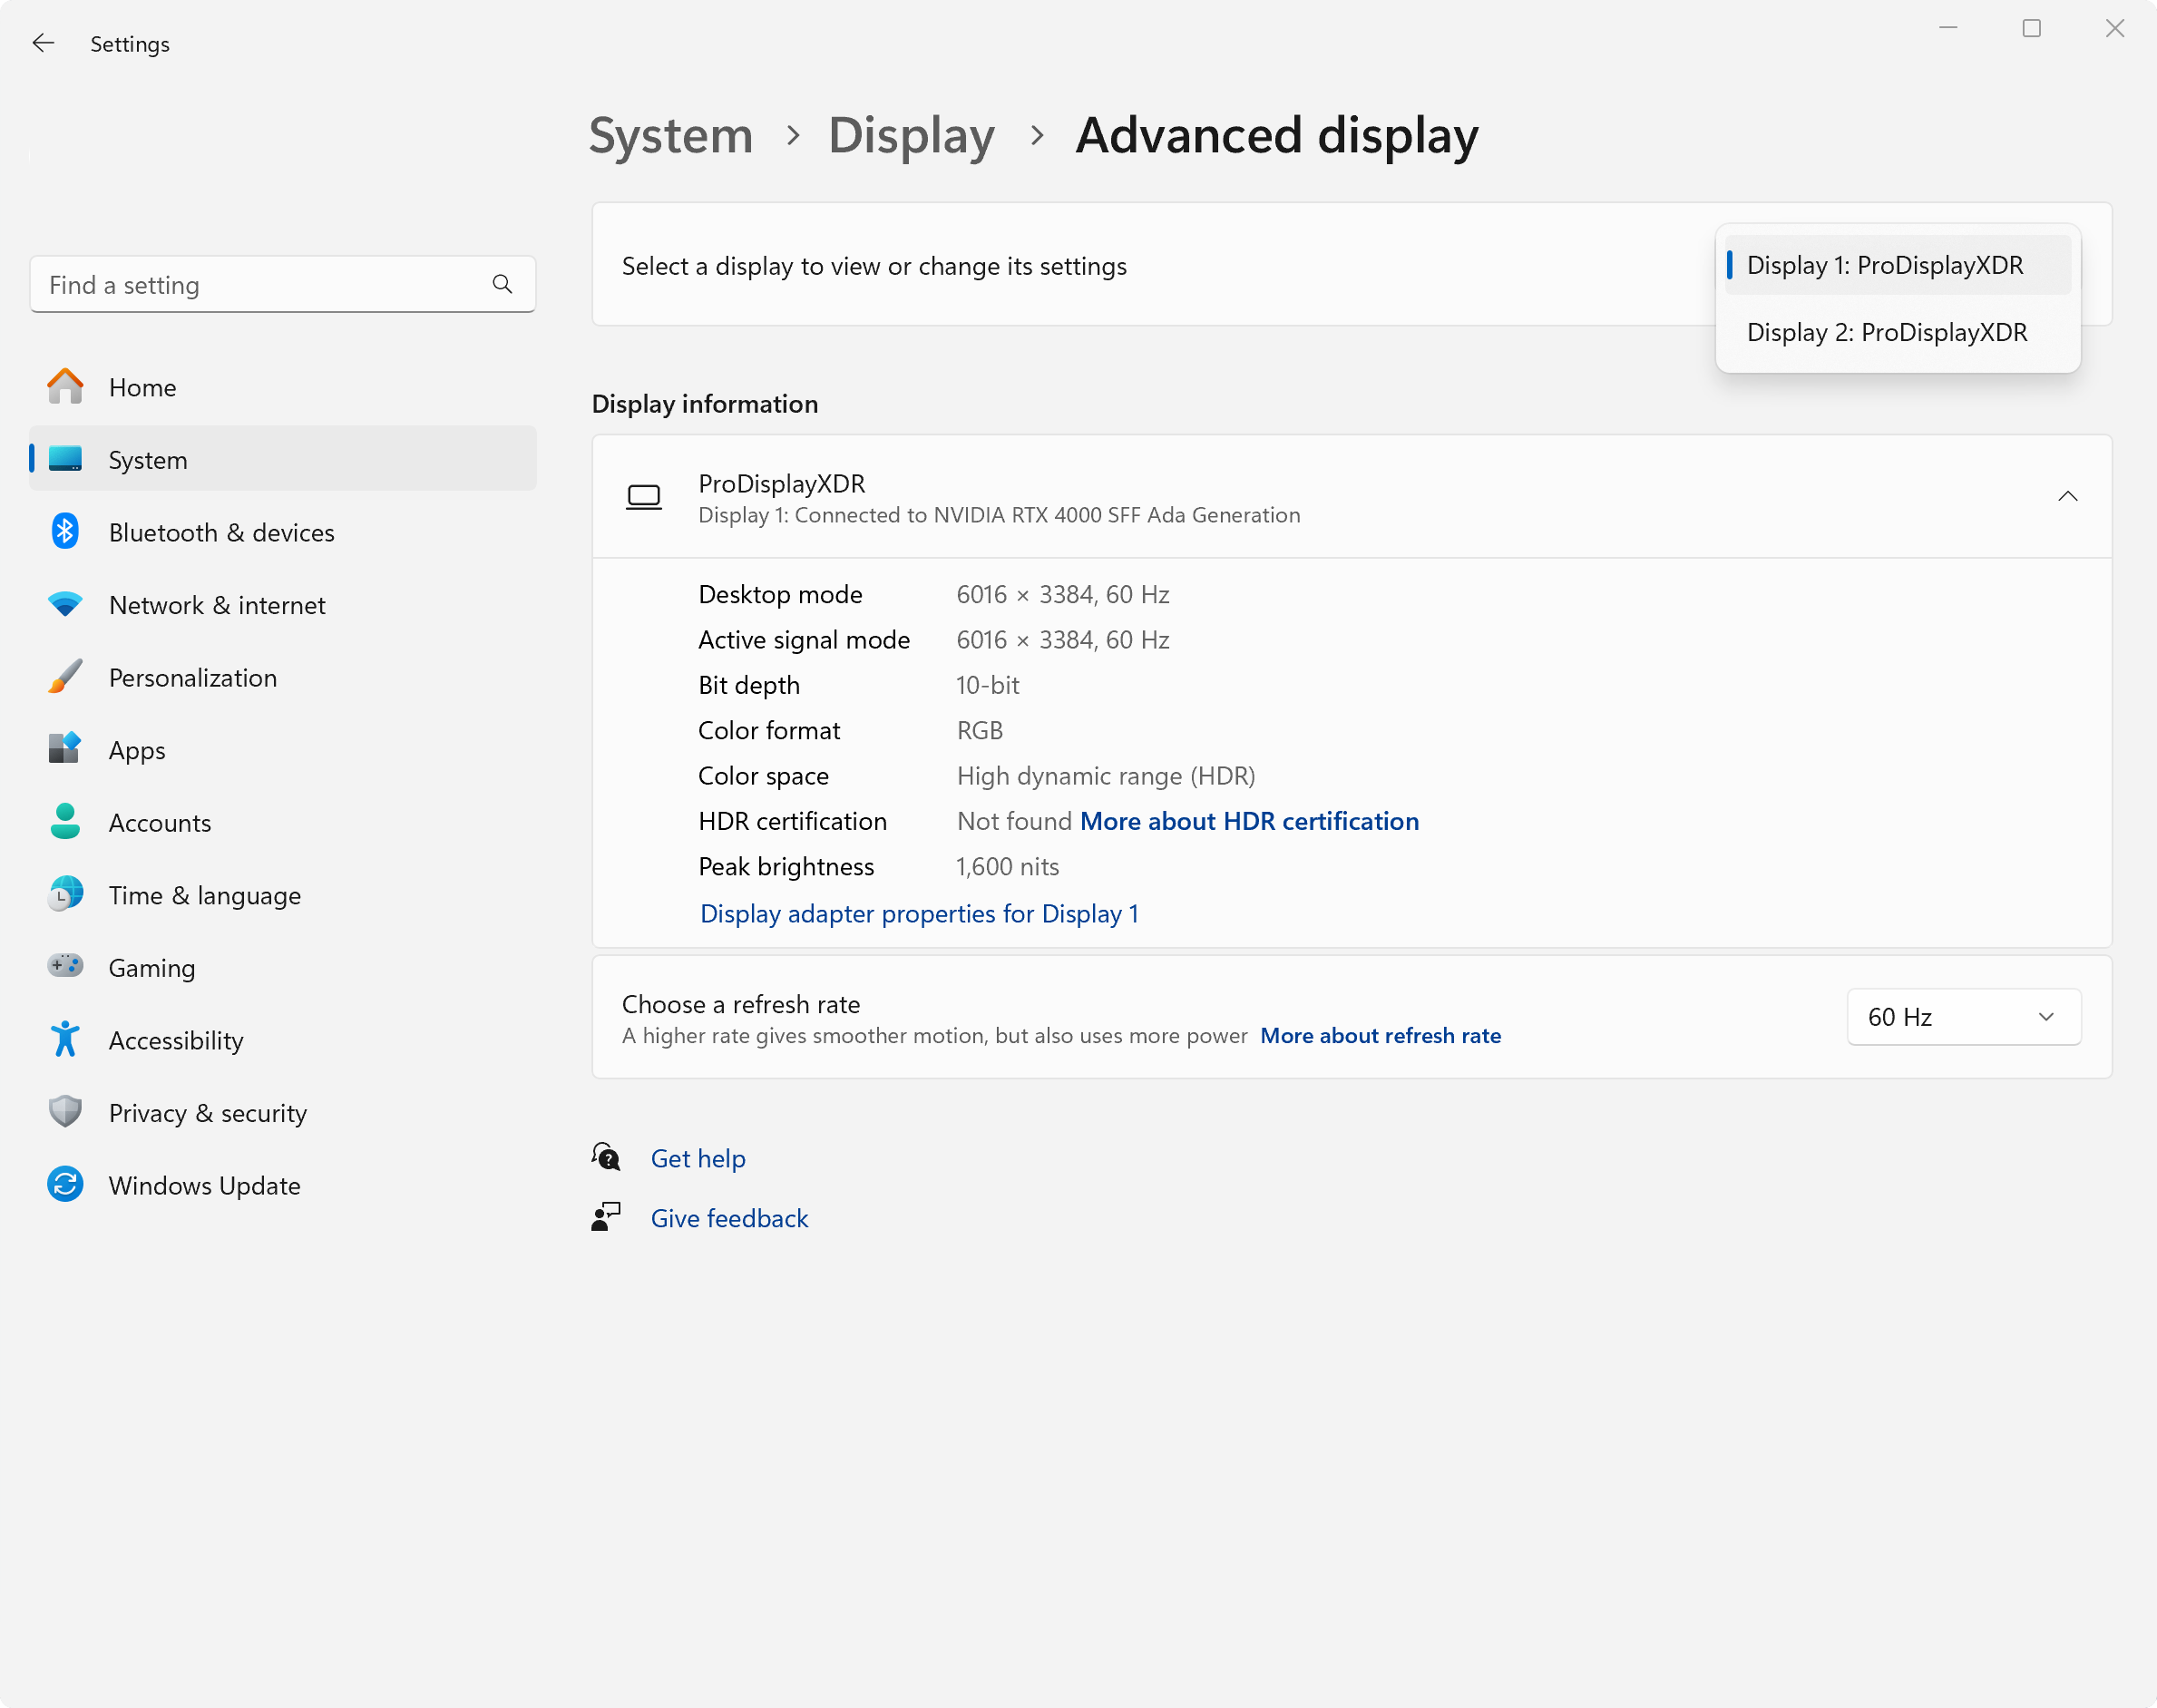 Settings
System > Display > Advanced display
Find a setting
Home
System
Bluetooth & devices
Network & internet
Personalization
Apps
Accounts
Time & language
Gaming
Accessibility
Privacy & security
Windows Update
Select a display to view or change its settings
Display 1: ProDisplayXDR
Display 2: ProDisplayXDR
Display information
ProDisplayXDR
Display 1: Connected to NVIDIA RTX 4000 SFF Ada Generation
Desktop mode 6016 × 3384, 60 Hz
Active signal mode 6016 × 3384, 60 Hz
Bit depth 10-bit
Color format RGB
Color space High dynamic range (HDR)
HDR certification Not found More about HDR certification
Peak brightness 1,600 nits
Display adapter properties for Display 1
Choose a refresh rate
A higher rate gives smoother motion, but also uses more power More about refresh rate
60 Hz
Get help
Give feedback